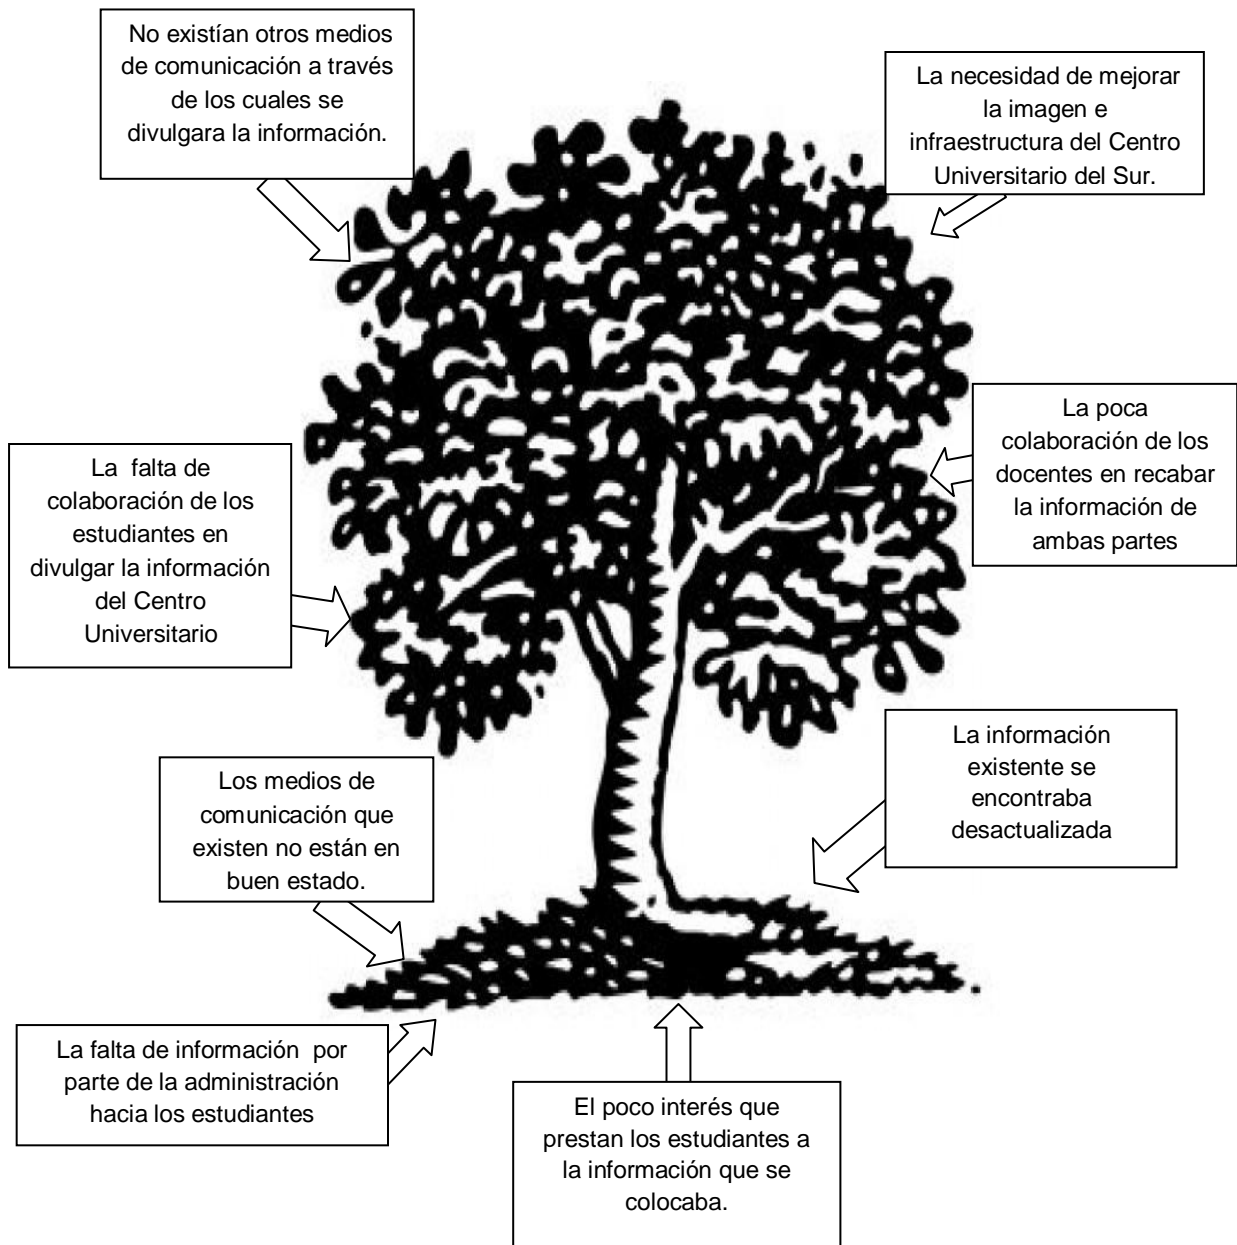 No existían otros medios
de comunicación a través
de los cuales se
divulgara la información.
La necesidad de mejorar
la imagen e
infraestructura del Centro
Universitario del Sur.
La poca
colaboración de los
docentes en recabar
la información de
ambas partes
La falta de
colaboración de los
estudiantes en
divulgar la información
del Centro
Universitario
La información
existente se
encontraba
desactualizada
Los medios de
comunicación que
existen no están en
buen estado.
La falta de información por
parte de la administración
hacia los estudiantes
El poco interés que
prestan los estudiantes a
la información que se
colocaba.